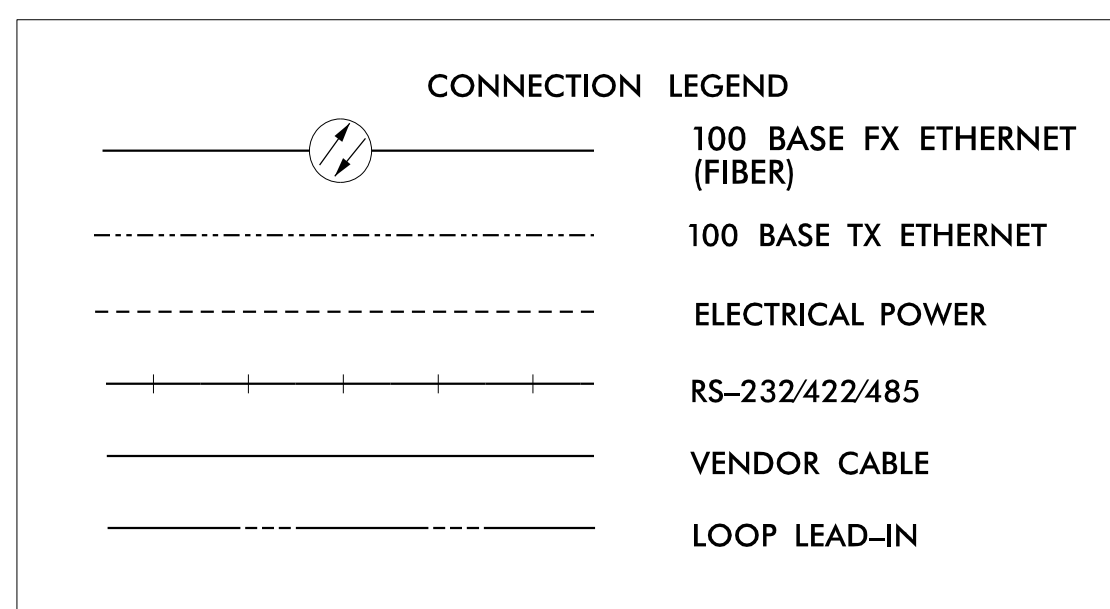 CONNECTION LEGEND
100 BASE FX ETHERNET
(FIBER)
100 BASE TX ETHERNET
ELECTRICAL POWER
RS–232/422/485
VENDOR CABLE
LOOP LEAD–IN